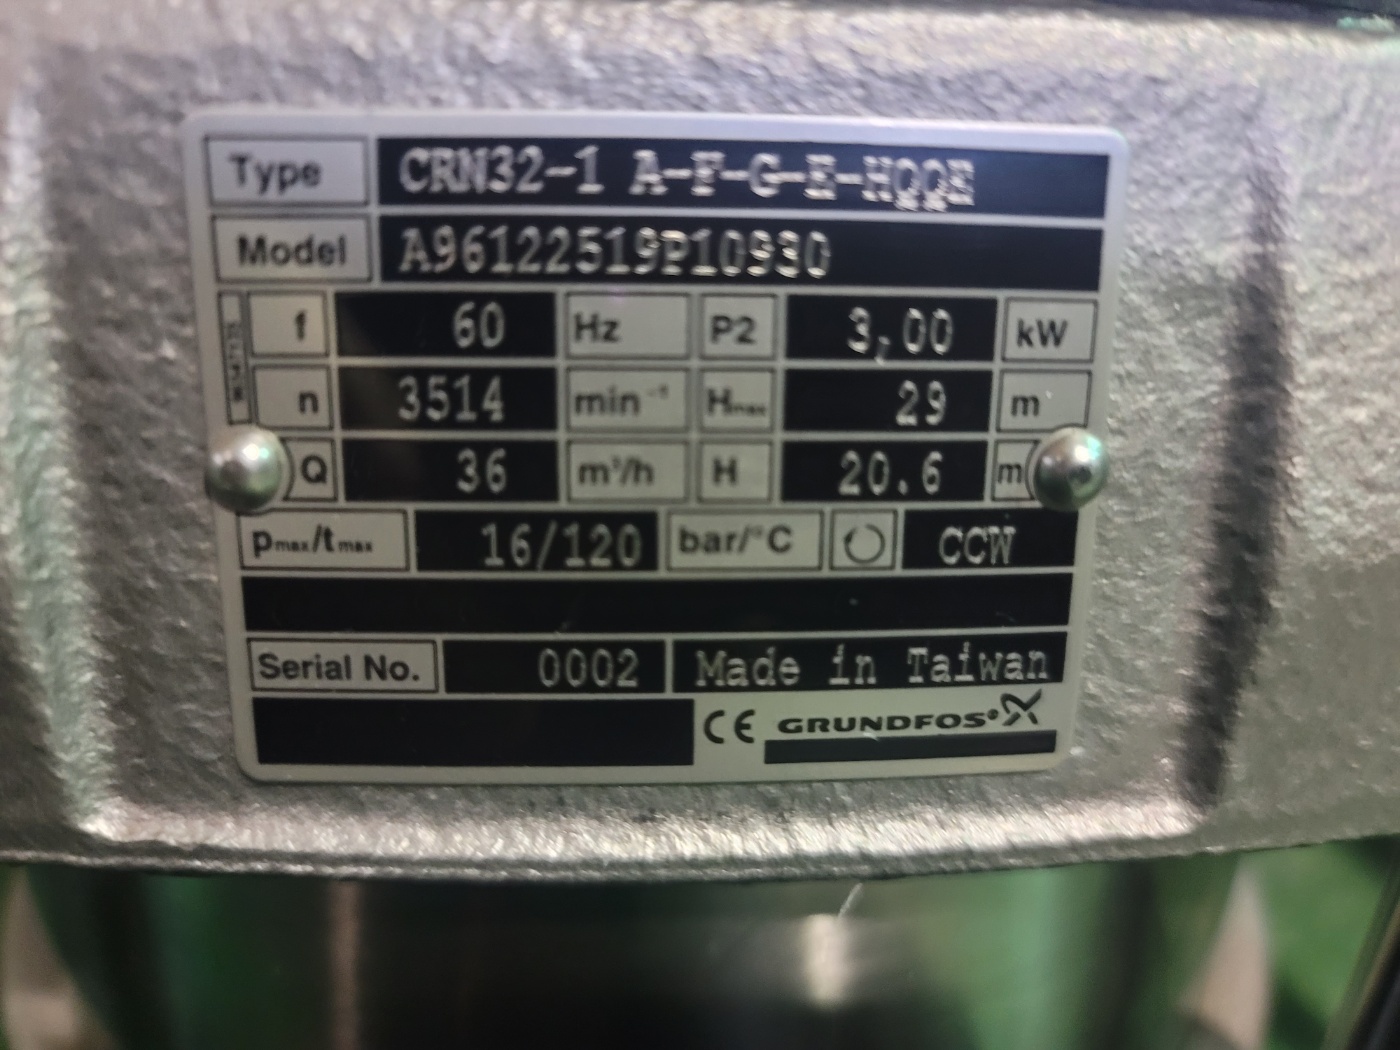 Type CRN32-1 A-F-G-E-HQQE
Model A96122519P10930
f 60 Hz P2 3,00 kW
n 3514 min⁻¹ Hmax 29 m
Q 36 m³/h H 20.6 m
pmax/tmax 16/120 bar/°C CCW
Serial No. 0002 Made in Taiwan
CE GRUNDFOS®